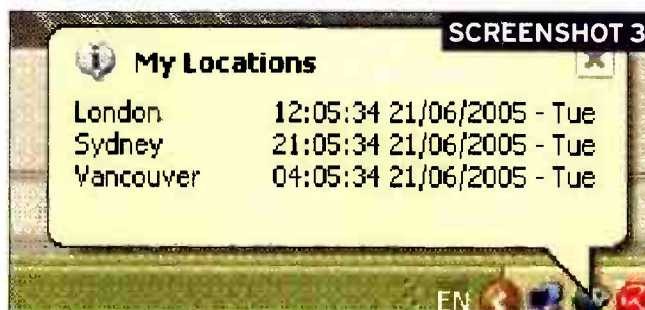 SCREENSHOT 3
My Locations
London 12:05:34 21/06/2005 - Tue
Sydney 21:05:34 21/06/2005 - Tue
Vancouver 04:05:34 21/06/2005 - Tue
EN